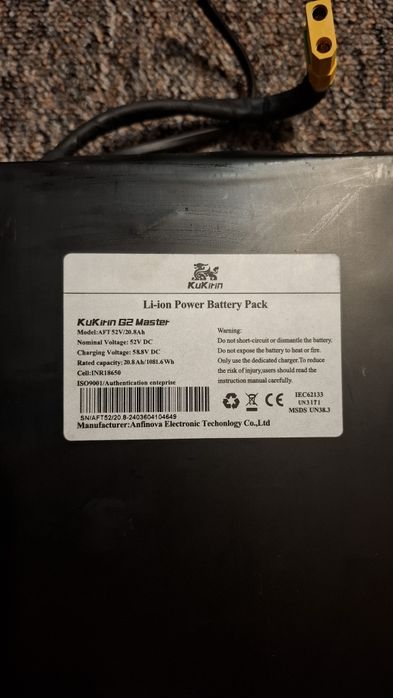 KuKirin
Li-ion Power Battery Pack
KuKirin G2 Master
Model:AFT 52V/20.8Ah
Nominal Voltage: 52V DC
Charging Voltage: 58.8V DC
Rated capacity:20.8Ah/1081.6Wh
Cell:INR18650
ISO9001/Authentication enteprise
SN/AFT52/20.8-2403604104649
Manufacturer:Anfinova Electronic Techonlogy Co.,Ltd
Warning:
Do not short-circuit or dismantle the battery.
Do not expose the battery to heat or fire.
Only use the dedicated charger.To reduce
the risk of injury,users should read the
instruction manual carefully.
CE
IEC62133
UN3171
MSDS UN38.3